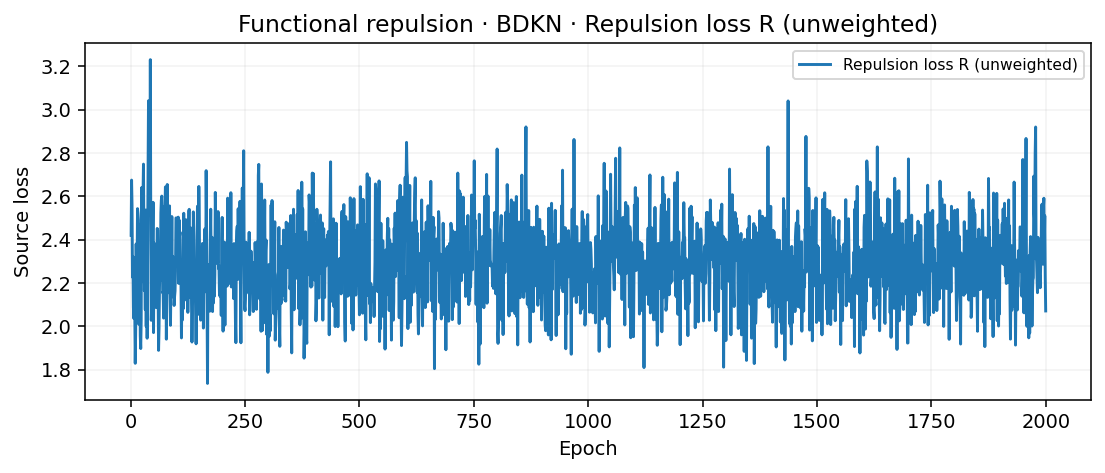 Functional repulsion · BDKN · Repulsion loss R (unweighted)
Repulsion loss R (unweighted)
Source loss
3.2
3.0
2.8
2.6
2.4
2.2
2.0
1.8
0 250 500 750 1000 1250 1500 1750 2000
Epoch